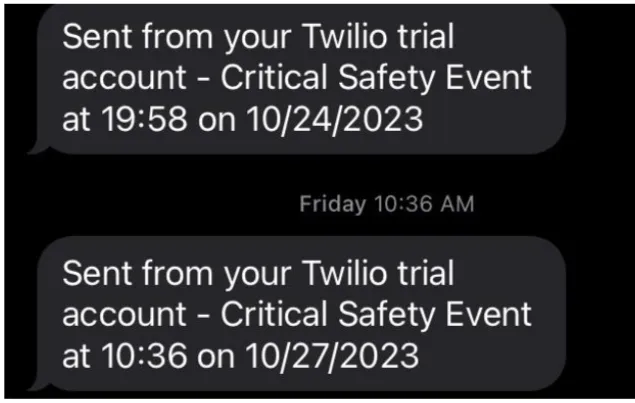 Sent from your Twilio trial
account - Critical Safety Event
at 19:58 on 10/24/2023
Friday 10:36 AM
Sent from your Twilio trial
account - Critical Safety Event
at 10:36 on 10/27/2023